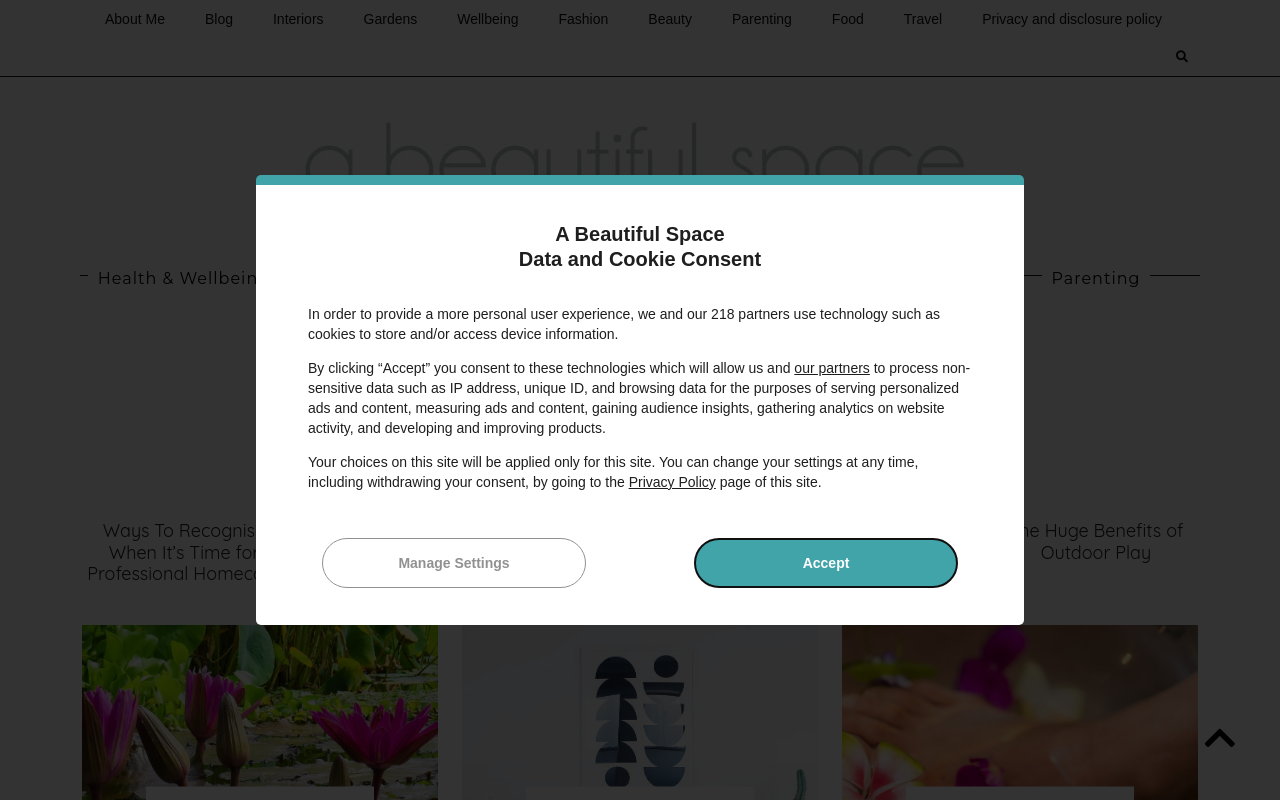 About Me Blog Interiors Gardens Wellbeing Fashion Beauty Parenting Food Travel Privacy and disclosure policy
a beautiful space
Health & Parenting
A Beautiful Space
Data and Cookie Consent
In order to provide a more personal user experience, we and our 218 partners use technology such as
cookies to store and/or access device information.
By clicking “Accept” you consent to these technologies which will allow us and our partners to process non-
sensitive data such as IP address, unique ID, and browsing data for the purposes of serving personalized
ads and content, measuring ads and content, gaining audience insights, gathering analytics on website
activity, and developing and improving products.
Your choices on this site will be applied only for this site. You can change your settings at any time,
including withdrawing your consent, by going to the Privacy Policy page of this site.
Manage Settings Accept
Ways To Huge Benefits of
When It's Time for Outdoor Play
Professional